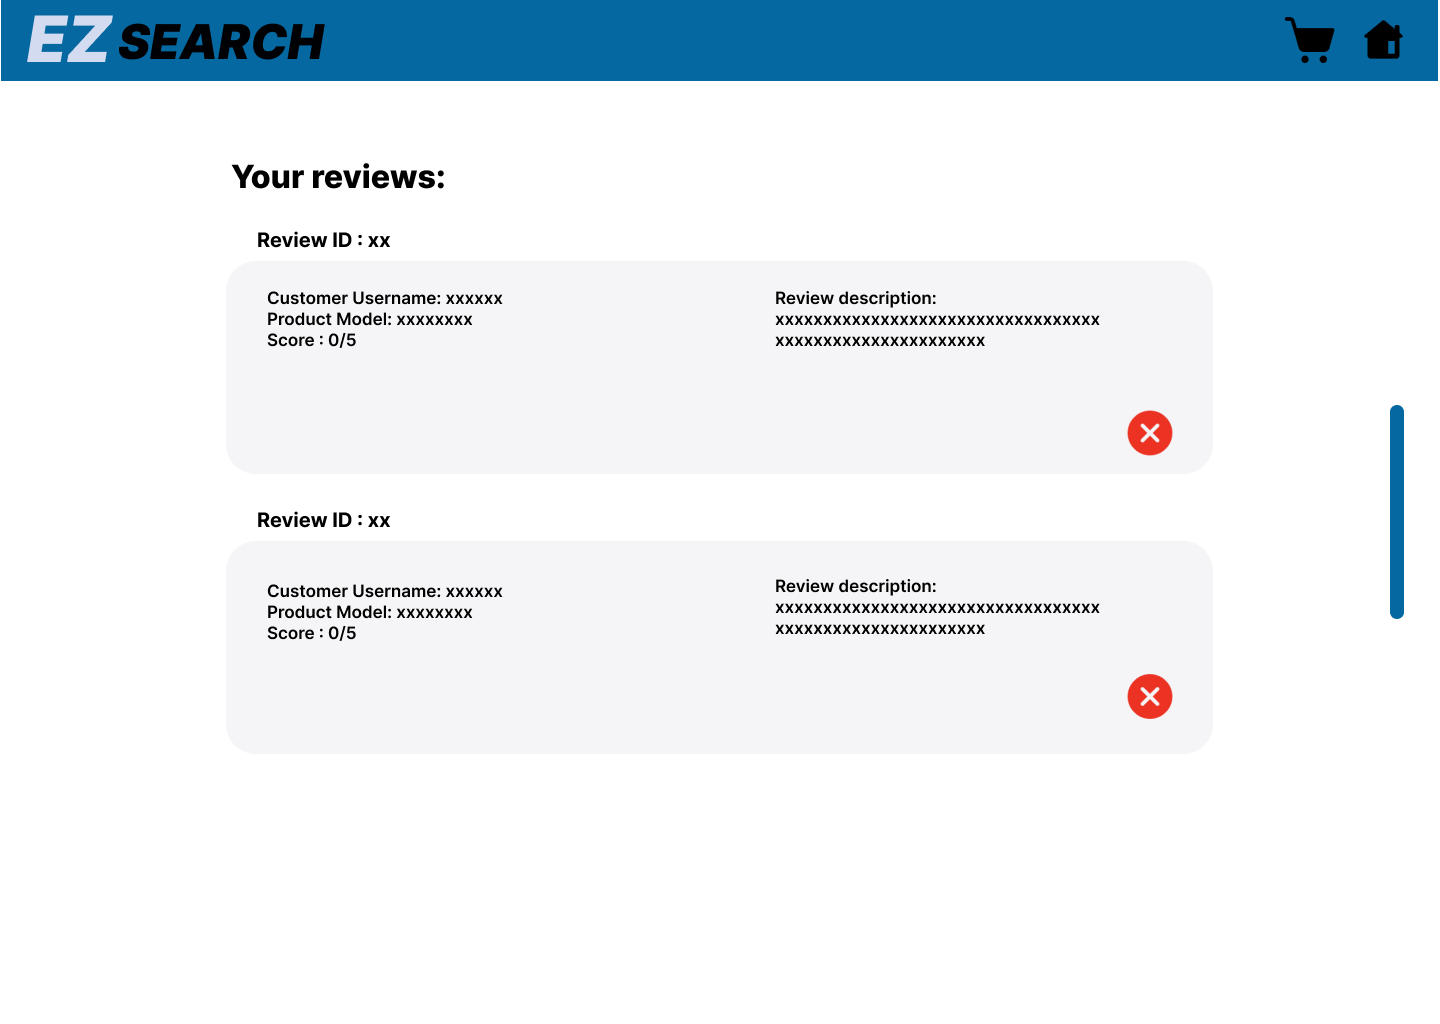 EZ SEARCH
Your reviews:
Review ID : xx
Customer Username: xxxxxx
Product Model: xxxxxxxx
Score : 0/5
Review description:
xxxxxxxxxxxxxxxxxxxxxxxxxxxxxxxxxx
xxxxxxxxxxxxxxxxxxxxxx
Review ID : xx
Customer Username: xxxxxx
Product Model: xxxxxxxx
Score : 0/5
Review description:
xxxxxxxxxxxxxxxxxxxxxxxxxxxxxxxxxx
xxxxxxxxxxxxxxxxxxxxxx